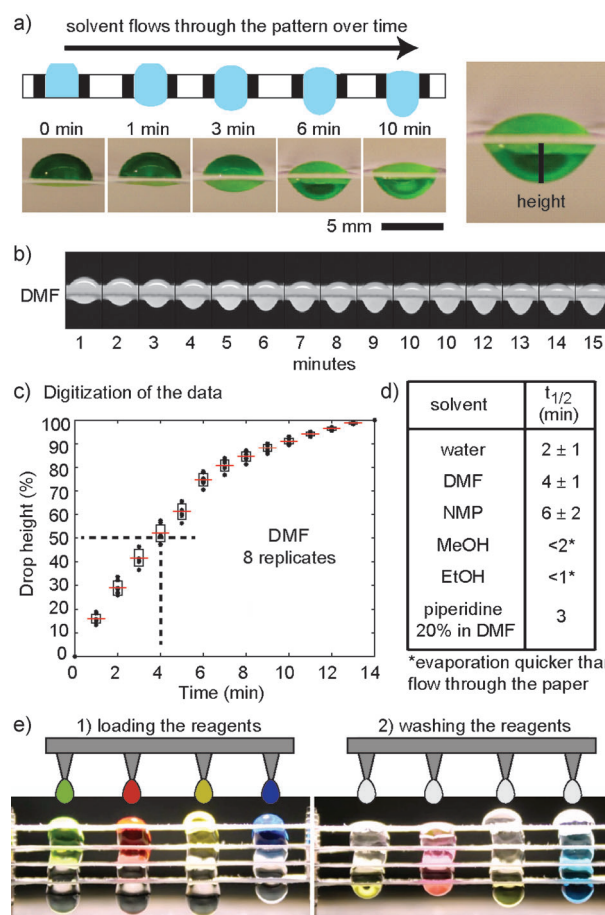 a)
solvent flows through the pattern over time
0 min 1 min 3 min 6 min 10 min
height
5 mm
b)
DMF
1 2 3 4 5 6 7 8 9 10 10 12 13 14 15
minutes
c) Digitization of the data
Drop height (%)
100
90
80
70
60
50
40
30
20
10
0
DMF
8 replicates
0 2 4 6 8 10 12 14
Time (min)
d)
solvent t1/2 (min)
water 2 ± 1
DMF 4 ± 1
NMP 6 ± 2
MeOH <2*
EtOH <1*
piperidine
20% in DMF 3
*evaporation quicker than
flow through the paper
e)
1) loading the reagents 2) washing the reagents